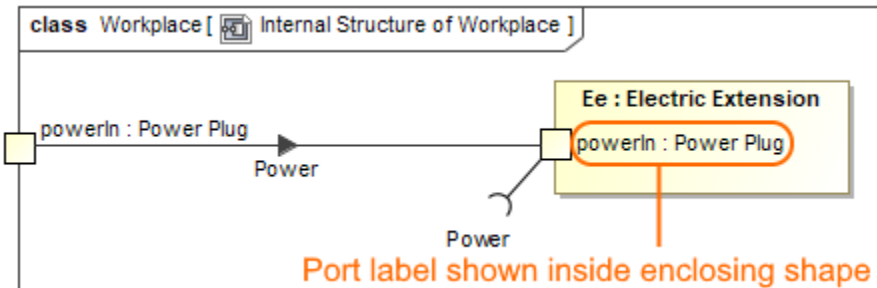 class Workplace [ Internal Structure of Workplace ]
Ee : Electric Extension
powerIn : Power Plug
powerIn : Power Plug
Power
Power
Port label shown inside enclosing shape